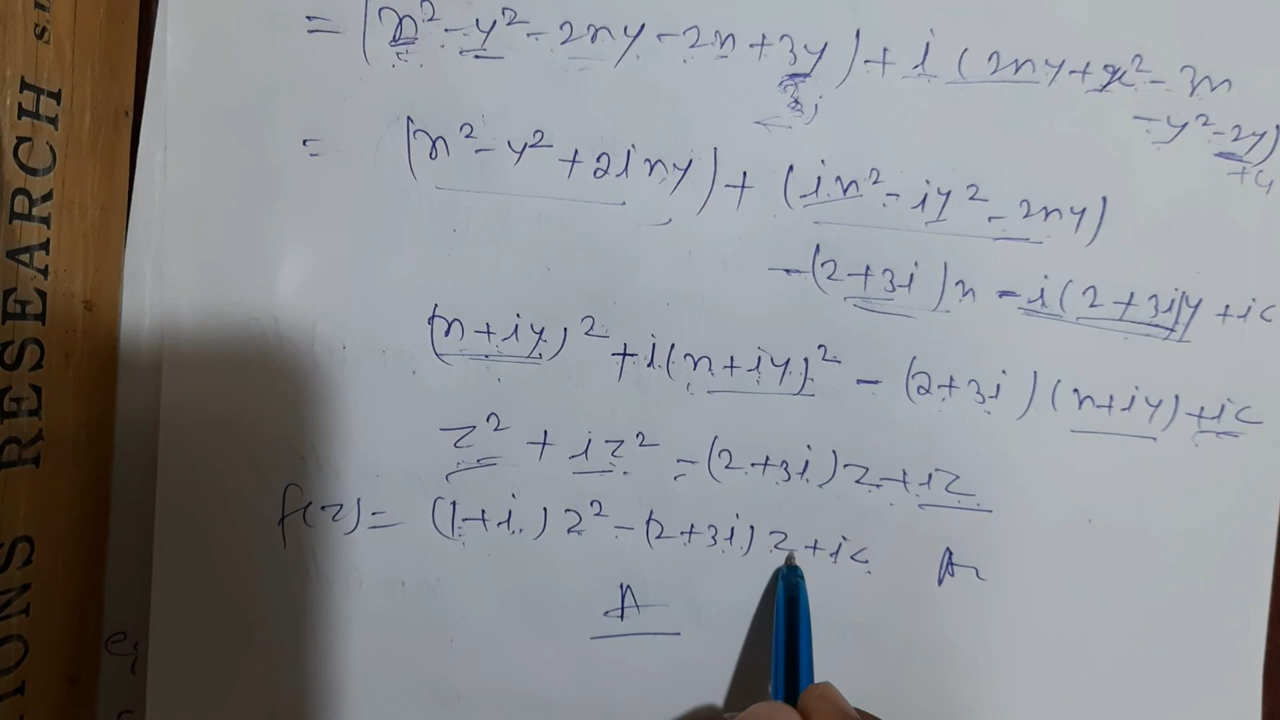 = (x² - y² - 2xy - 2x + 3y) + i (2xy + x² - 3x
- y² - 2y)
+ c
= (x² - y² + 2ixy) + (ix² - iy² - 2xy)
- (2+3i)x - i(2+3i)y + ic
(x+iy)² + i(x+iy)² - (2+3i)(x+iy) + ic
z² + iz² - (2+3i)z + iz
f(z) = (1+i)z² - (2+3i)z + ic
A
IONS RESEARCH